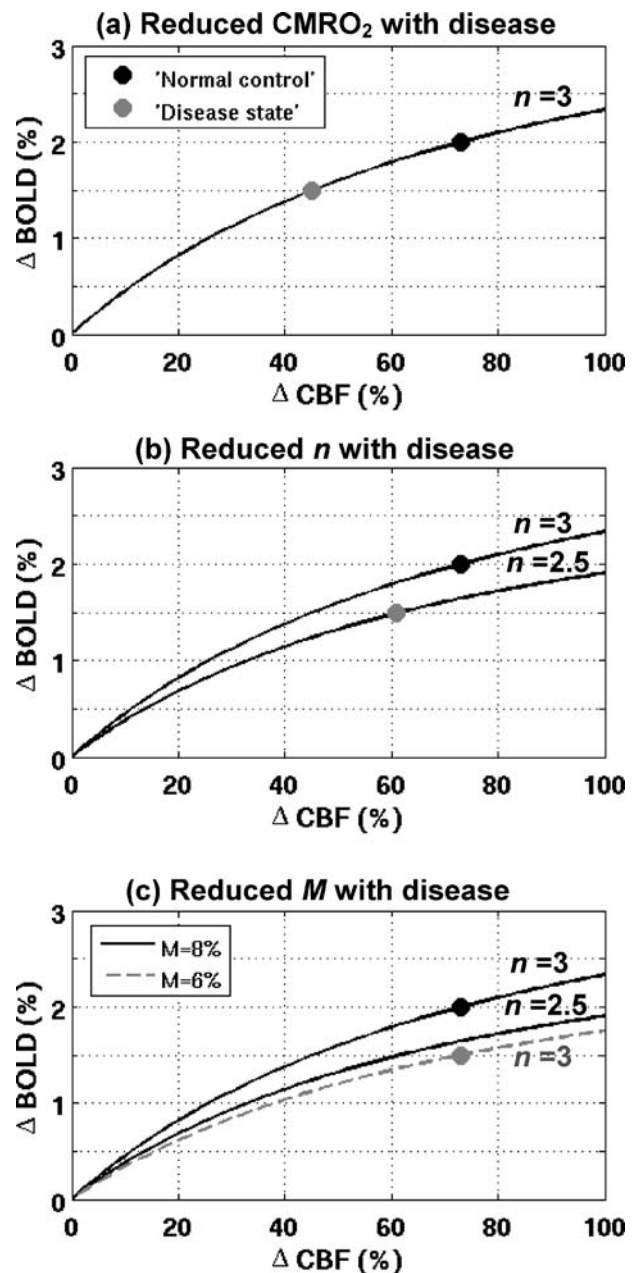 (a) Reduced CMRO₂ with disease
3
'Normal control'
'Disease state'
n =3
2
Δ BOLD (%)
1
0
0 20 40 60 80 100
Δ CBF (%)
(b) Reduced n with disease
3
n =3
n =2.5
2
Δ BOLD (%)
1
0
0 20 40 60 80 100
Δ CBF (%)
(c) Reduced M with disease
3
M=8%
M=6%
n =3
n =2.5
2
n =3
Δ BOLD (%)
1
0
0 20 40 60 80 100
Δ CBF (%)